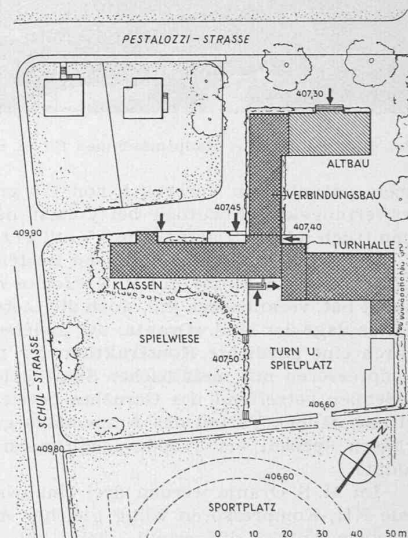 PESTALOZZI-STRASSE
407,30
ALTBAU
VERBINDUNGSBAU
407,45
407,40
409,90
TURNHALLE
KLASSEN
SPIELWIESE
407,50
TURN U.
SPIELPLATZ
SCHUL-STRASSE
406,60
409,80
406,60
SPORTPLATZ
0 10 20 30 40 50 m
N